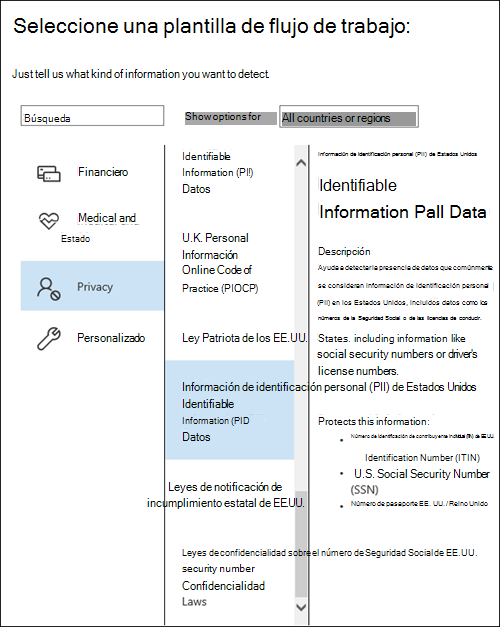 Seleccione una plantilla de flujo de trabajo:
Just tell us what kind of information you want to detect.
Búsqueda
Show options for
All countries or regions
Financiero
Medical and
Estado
Privacy
Personalizado
Identifiable
Information (PII)
Datos
U.K. Personal
Información
Online Code of
Practice (PIOCP)
Ley Patriota de los EE.UU.
Información de identificación personal (PII) de Estados Unidos
Identifiable
Information (PID
Datos
Leyes de notificación de
incumplimiento estatal de EE.UU.
Leyes de confidencialidad sobre el número de Seguridad Social de EE.UU.
security number
Confidencialidad
Laws
Información de identificación personal (PII) de Estados Unidos
Identifiable
Information Pall Data
Descripción
Ayuda a detectar la presencia de datos que comúnmente
se consideran información de identificación personal
(PII) en los Estados Unidos, incluidos datos como los
números de la Seguridad Social o de las licencias de conducir.
States. including information like
social security numbers or driver's
license numbers.
Protects this information:
Número de identificación de contribuyente individual (ITIN) de EE.UU.
Identification Number (ITIN)
U.S. Social Security Number
(SSN)
Número de pasaporte EE. UU. / Reino Unido